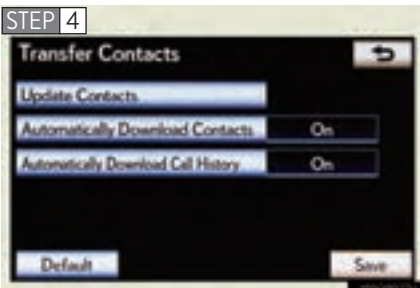 STEP 4
Transfer Contacts
Update Contacts
Automatically Download Contacts On
Automatically Download Call History On
Default Save